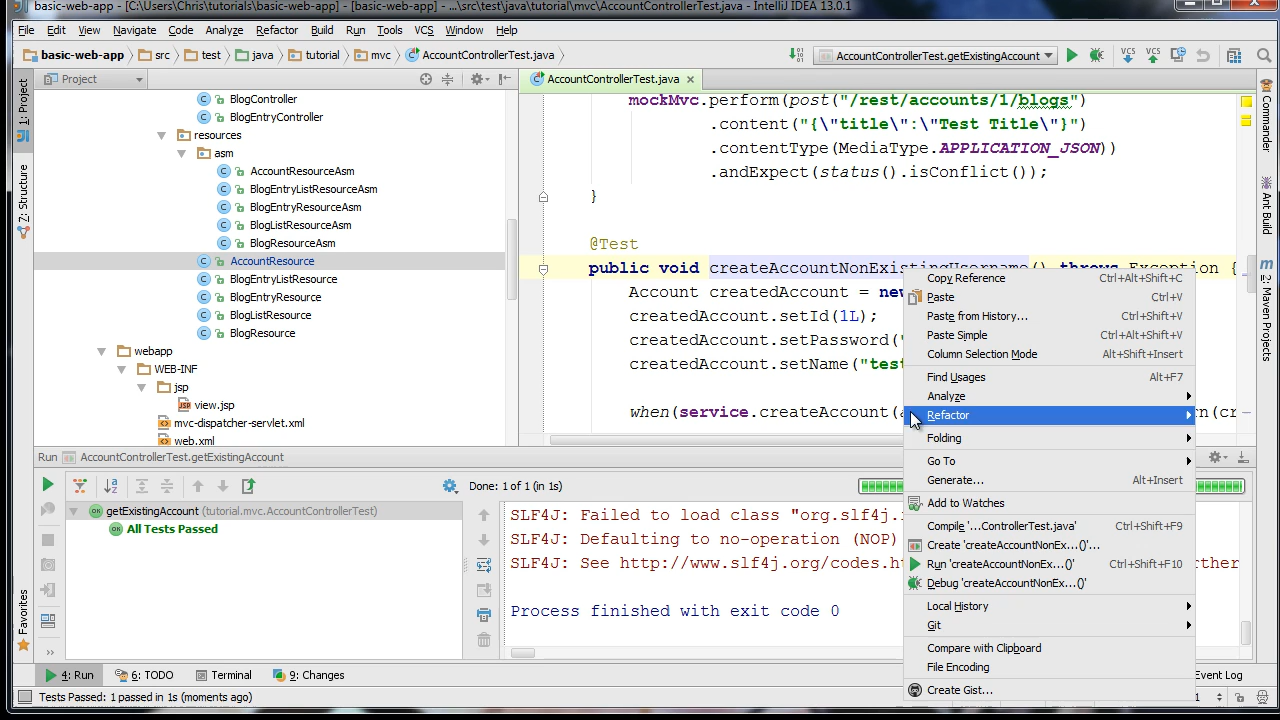 basic-web-app - [C:\Users\Chris\tutorials\basic-web-app] - [basic-web-app] - ...\src\test\java\tutorial\mvc\AccountControllerTest.java - IntelliJ IDEA 13.0.1
File Edit View Navigate Code Analyze Refactor Build Run Tools VCS Window Help
basic-web-app src test java tutorial mvc AccountControllerTest.java AccountControllerTest.getExistingAccount VCS VCS
1: Project
Z: Structure
Favorites
Project
BlogController
BlogEntryController
resources
asm
AccountResourceAsm
BlogEntryListResourceAsm
BlogEntryResourceAsm
BlogListResourceAsm
BlogResourceAsm
AccountResource
BlogEntryListResource
BlogEntryResource
BlogListResource
BlogResource
webapp
WEB-INF
jsp
view.jsp
mvc-dispatcher-servlet.xml
web.xml
AccountControllerTest.java
mockMvc.perform(post("/rest/accounts/1/blogs")
.content("{\"title\":\"Test Title\"}")
.contentType(MediaType.APPLICATION_JSON))
.andExpect(status().isConflict());
}
@Test
public void createAccountNonExistingUsername() throws Exception {
Account createdAccount = new
createdAccount.setId(1L);
createdAccount.setPassword("
createdAccount.setName("tes
when(service.createAccount(
(cr
Copy Reference Ctrl+Alt+Shift+C
Paste Ctrl+V
Paste from History... Ctrl+Shift+V
Paste Simple Ctrl+Alt+Shift+V
Column Selection Mode Alt+Shift+Insert
Find Usages Alt+F7
Analyze
Refactor
Folding
Go To
Generate... Alt+Insert
Add to Watches
Compile '...ControllerTest.java' Ctrl+Shift+F9
Create 'createAccountNonEx...()'...
Run 'createAccountNonEx...()' Ctrl+Shift+F10
Debug 'createAccountNonEx...()'
Local History
Git
Compare with Clipboard
File Encoding
Create Gist...
Commander
Ant Build
Maven Projects
Run AccountControllerTest.getExistingAccount
Done: 1 of 1 (in 1s)
getExistingAccount (tutorial.mvc.AccountControllerTest)
All Tests Passed
SLF4J: Failed to load class "org.slf4j.
SLF4J: Defaulting to no-operation (NOP)
SLF4J: See http://www.slf4j.org/codes.h
rther
Process finished with exit code 0
4: Run 6: TODO Terminal 9: Changes Event Log
Tests Passed: 1 passed in 1s (moments ago)